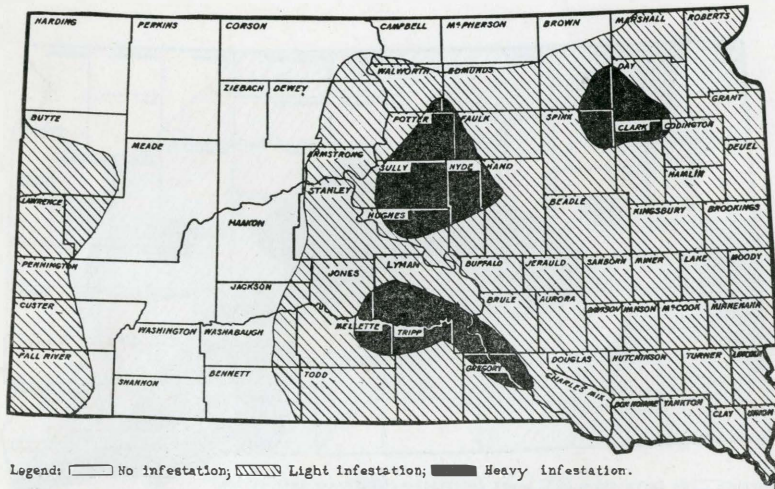 HARDING PERKINS CORSON CAMPBELL McPHERSON BROWN MARSHALL ROBERTS
WALWORTH EDMUNDS DAY
ZIEBACH DEWEY GRANT
BUTTE POTTER FAULK SPINK CLARK CODINGTON
MEADE ARMSTRONG SULLY HYDE HAND DEUEL
HAMLIN
LAWRENCE STANLEY BEADLE KINGSBURY BROOKINGS
HAAKON HUGHES
PENNINGTON JONES LYMAN BUFFALO JERAULD SANBORN MINER LAKE MOODY
JACKSON
CUSTER BRULE AURORA HANSON McCOOK MINNEHAHA
WASHINGTON WASHABAUGH MELLETTE TRIPP
FALL RIVER SHANNON BENNETT TODD GREGORY DOUGLAS HUTCHINSON TURNER LINCOLN
CHARLES MIX
BON HOMME YANKTON CLAY UNION
Legend: No infestation; Light infestation; Heavy infestation.